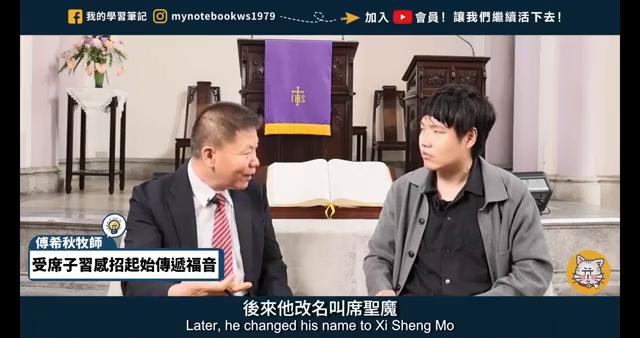 我的學習筆記 mynotebookws1979 加入 會員！讓我們繼續活下去！
IHS
傅希秋牧師
受席子習感招起始傳遞福音
後來他改名叫席聖魔
Later, he changed his name to Xi Sheng Mo